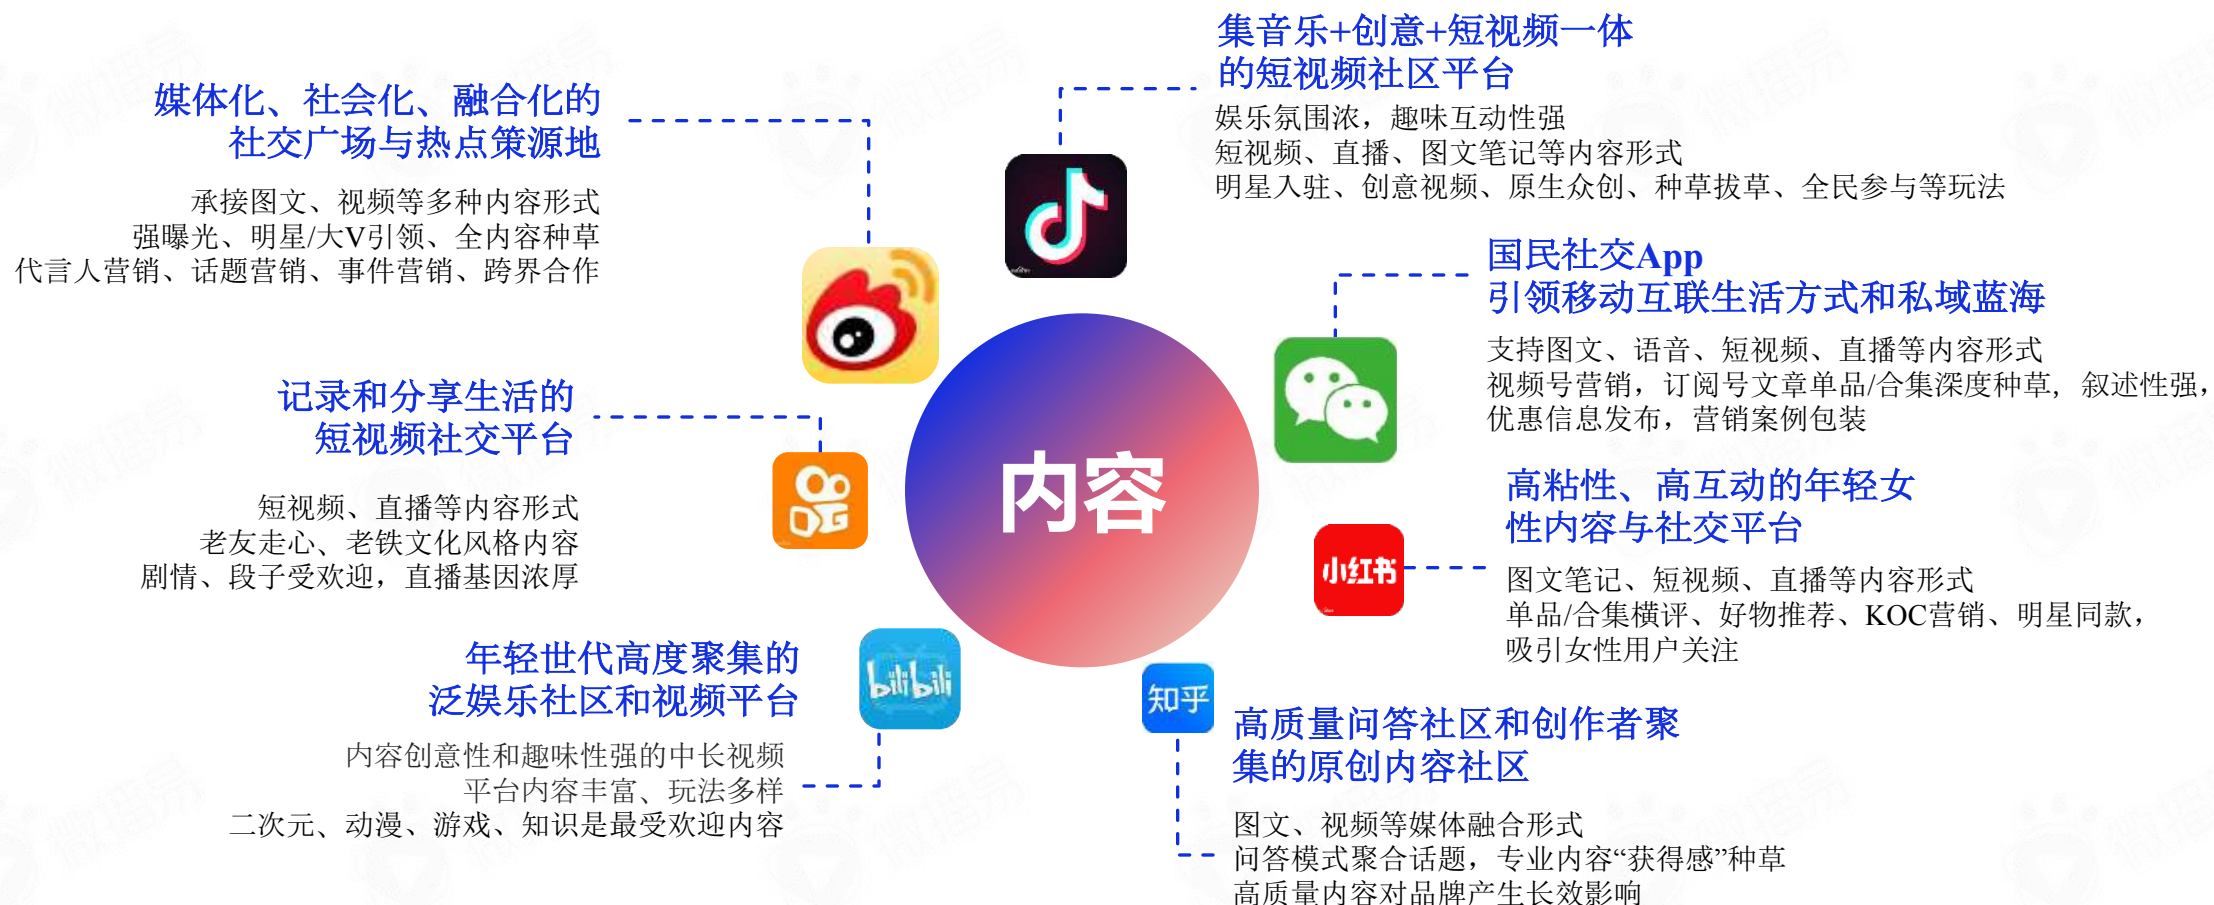 媒体化、社会化、融合化的
社交广场与热点策源地
承接图文、视频等多种内容形式
强曝光、明星/大V引领、全内容种草
代言人营销、话题营销、事件营销、跨界合作
集音乐+创意+短视频一体
的短视频社区平台
娱乐氛围浓，趣味互动性强
短视频、直播、图文笔记等内容形式
明星入驻、创意视频、原生众创、种草拔草、全民参与等玩法
国民社交App
引领移动互联生活方式和私域蓝海
支持图文、语音、短视频、直播等内容形式
视频号营销，订阅号文章单品/合集深度种草，叙述性强，
优惠信息发布，营销案例包装
记录和分享生活的
短视频社交平台
短视频、直播等内容形式
老友走心、老铁文化风格内容
剧情、段子受欢迎，直播基因浓厚
内容
小红书
高粘性、高互动的年轻女
性内容与社交平台
图文笔记、短视频、直播等内容形式
单品/合集横评、好物推荐、KOC营销、明星同款，
吸引女性用户关注
年轻世代高度聚集的
泛娱乐社区和视频平台
bilibili
内容创意性和趣味性强的中长视频
平台内容丰富、玩法多样
二次元、动漫、游戏、知识是最受欢迎内容
知乎
高质量问答社区和创作者聚
集的原创内容社区
图文、视频等媒体融合形式
问答模式聚合话题，专业内容“获得感”种草
高质量内容对品牌产生长效影响
微播易